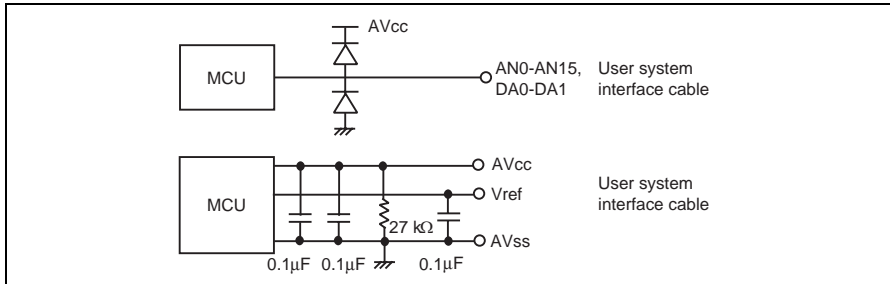 AVcc
MCU
AN0-AN15,
DA0-DA1
User system
interface cable
AVcc
MCU
Vref
User system
interface cable
27 kΩ
AVss
0.1μF 0.1μF 0.1μF